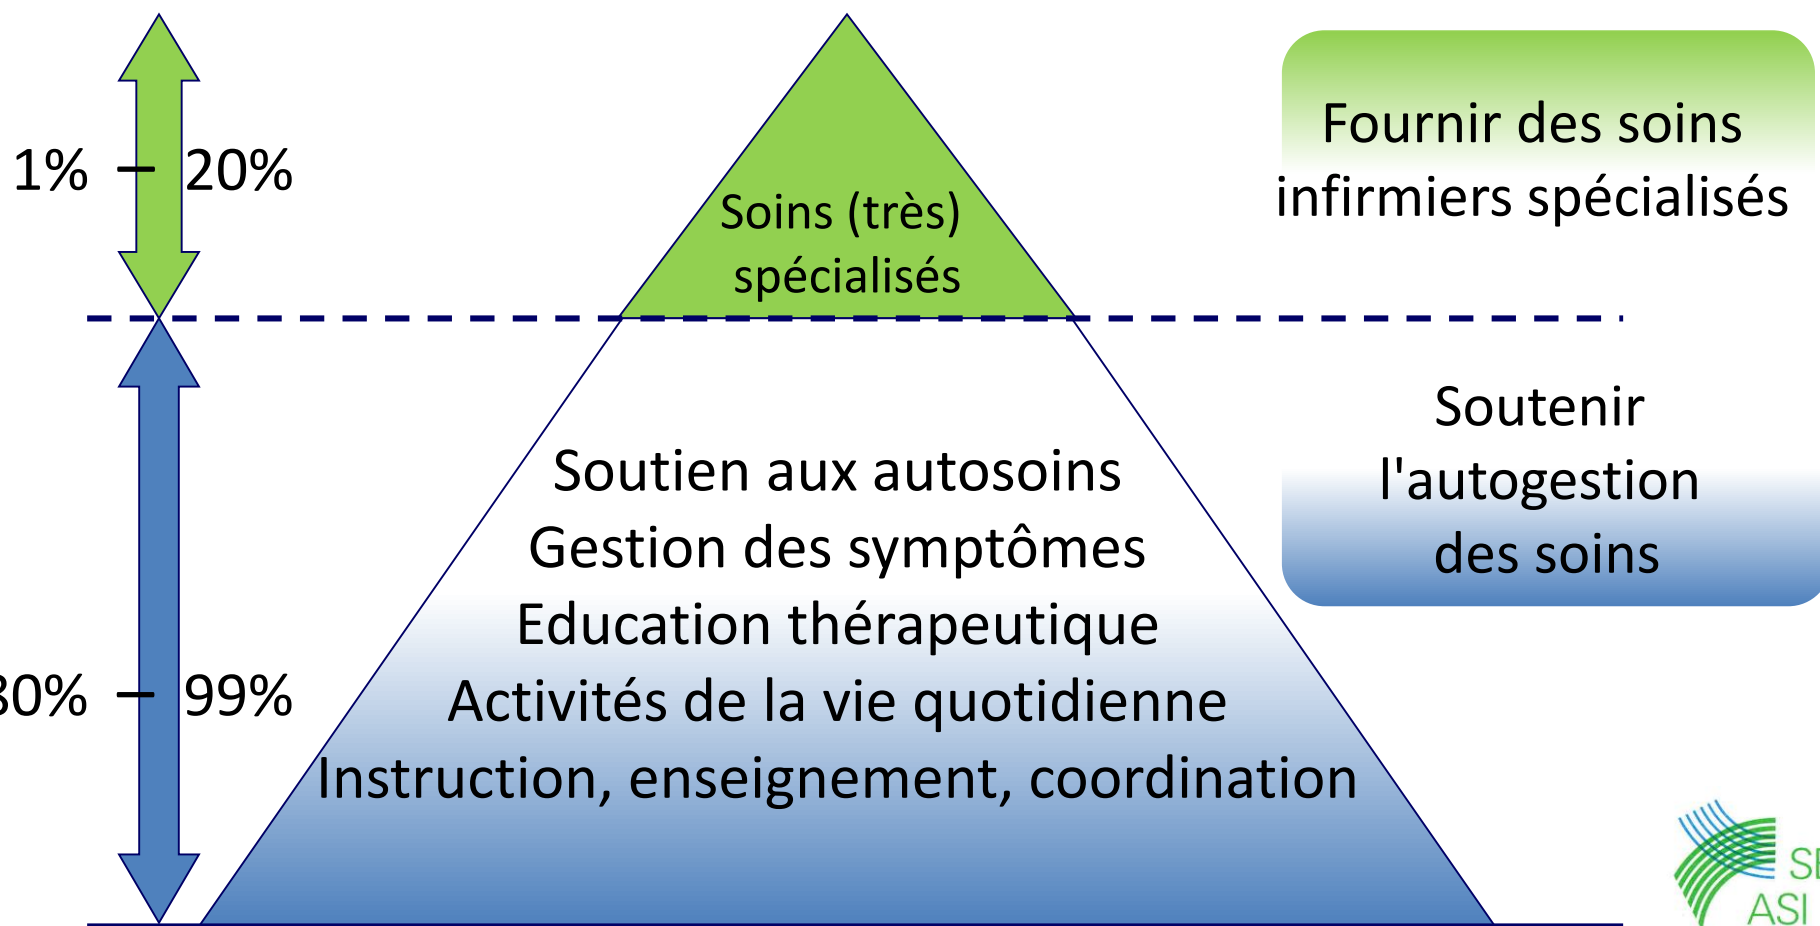 1% – 20%
Fournir des soins
infirmiers spécialisés
Soins (très)
spécialisés
Soutenir
l'autogestion
des soins
Soutien aux autosoins
Gestion des symptômes
Education thérapeutique
Activités de la vie quotidienne
– 99%
Instruction, enseignement, coordination
ASI